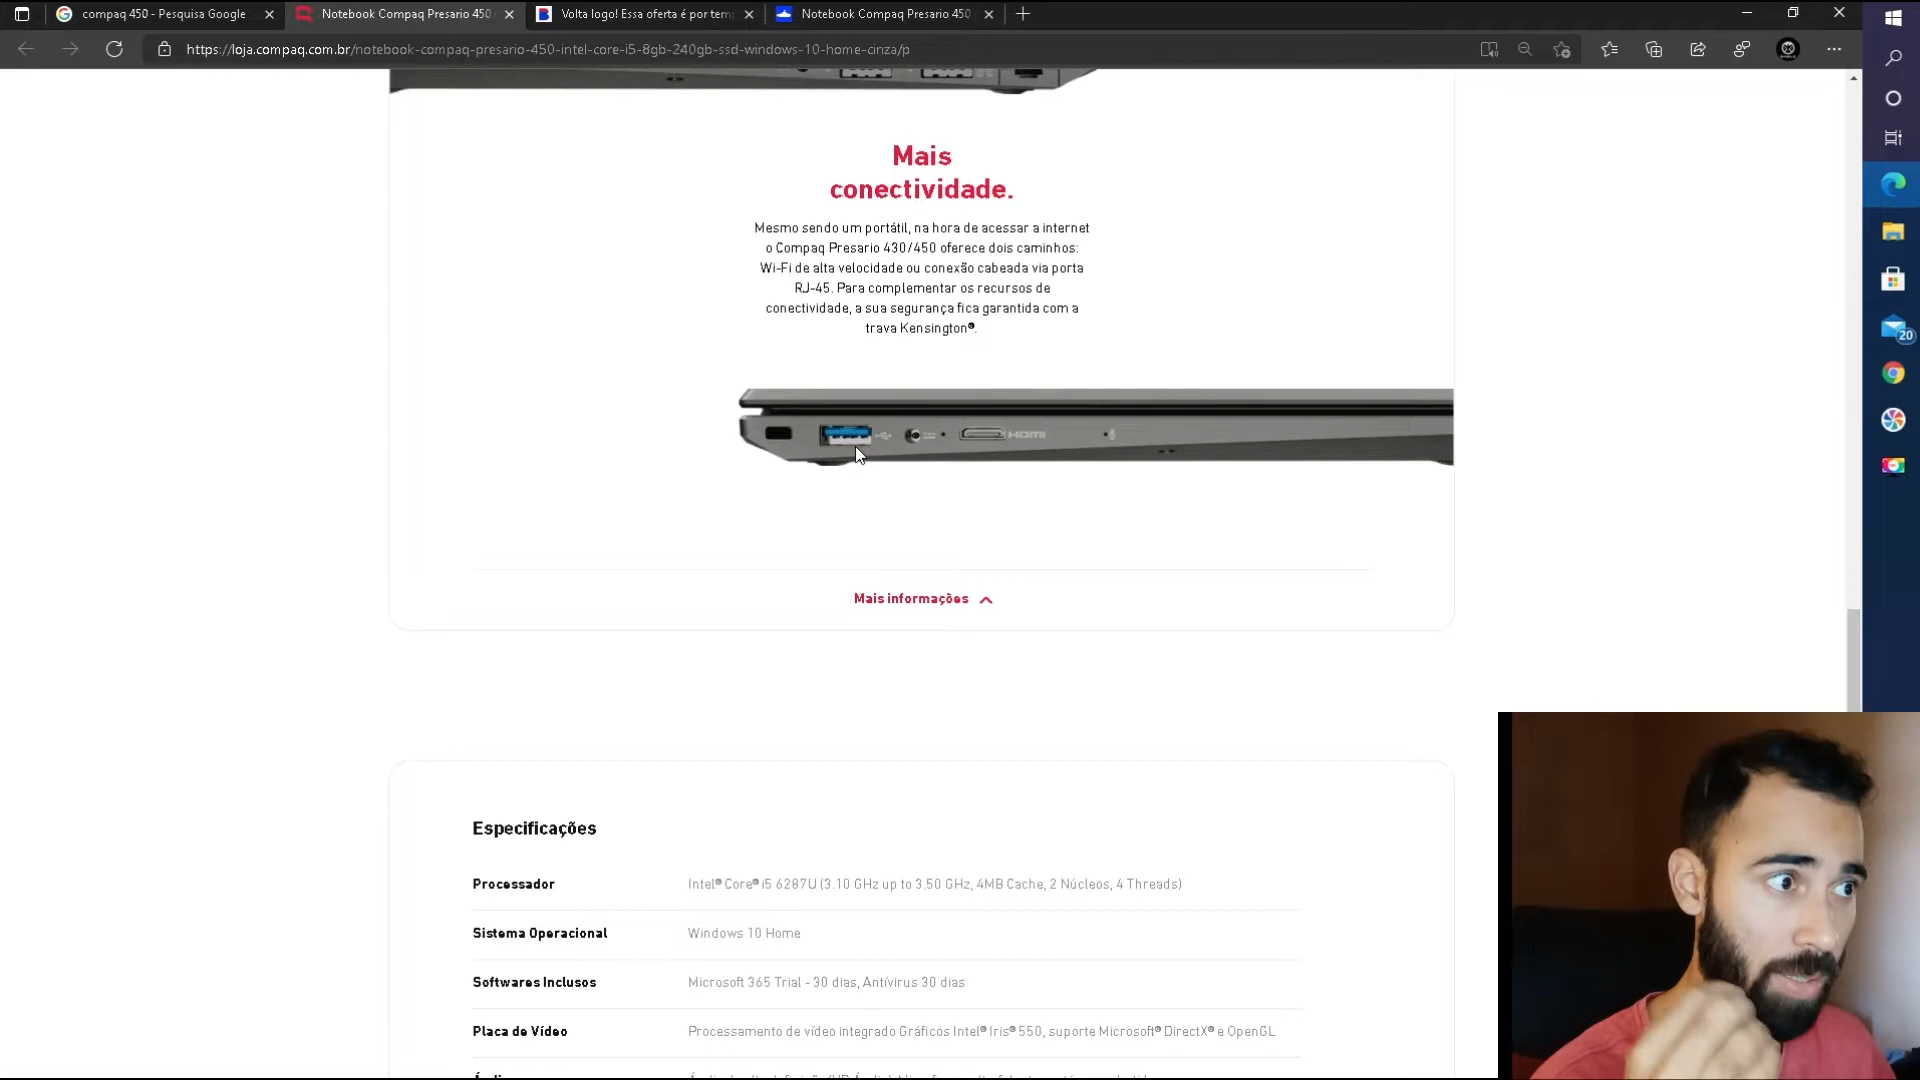 compaq 450 - Pesquisa Google
Notebook Compaq Presario 450
Volta logo! Essa oferta é por temp
Notebook Compaq Presario 450
https://loja.compaq.com.br/notebook-compaq-presario-450-intel-core-i5-8gb-240gb-ssd-windows-10-home-cinza/p
20
Mais
conectividade.
Mesmo sendo um portátil, na hora de acessar a internet
o Compaq Presario 430/450 oferece dois caminhos:
Wi-Fi de alta velocidade ou conexão cabeada via porta
RJ-45. Para complementar os recursos de
conectividade, a sua segurança fica garantida com a
trava Kensington®.
HDMI
Mais informações
Especificações
Processador Intel® Core® i5 6287U (3.10 GHz up to 3.50 GHz, 4MB Cache, 2 Núcleos, 4 Threads)
Sistema Operacional Windows 10 Home
Softwares Inclusos Microsoft 365 Trial - 30 dias, Antívirus 30 dias
Placa de Vídeo Processamento de vídeo integrado Gráficos Intel® Iris® 550, suporte Microsoft® DirectX® e OpenGL